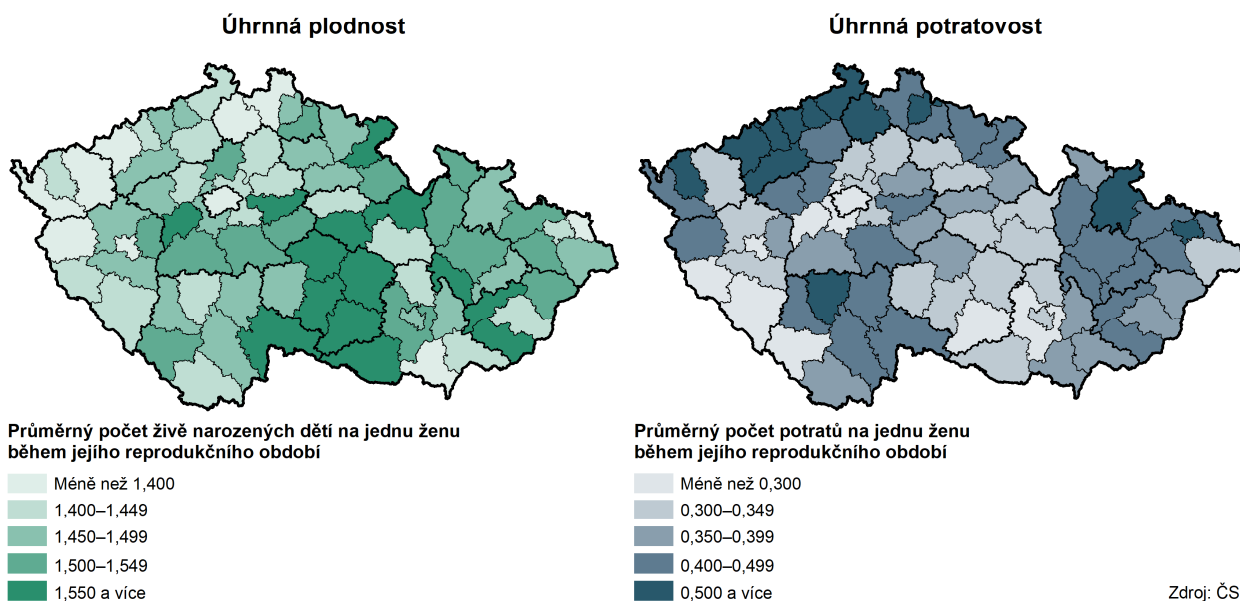 Úhrnná plodnost
Průměrný počet živě narozených dětí na jednu ženu
během jejího reprodukčního období
Méně než 1,400
1,400–1,449
1,450–1,499
1,500–1,549
1,550 a více
Úhrnná potratovost
Průměrný počet potratů na jednu ženu
během jejího reprodukčního období
Méně než 0,300
0,300–0,349
0,350–0,399
0,400–0,499
0,500 a více
Zdroj: ČS